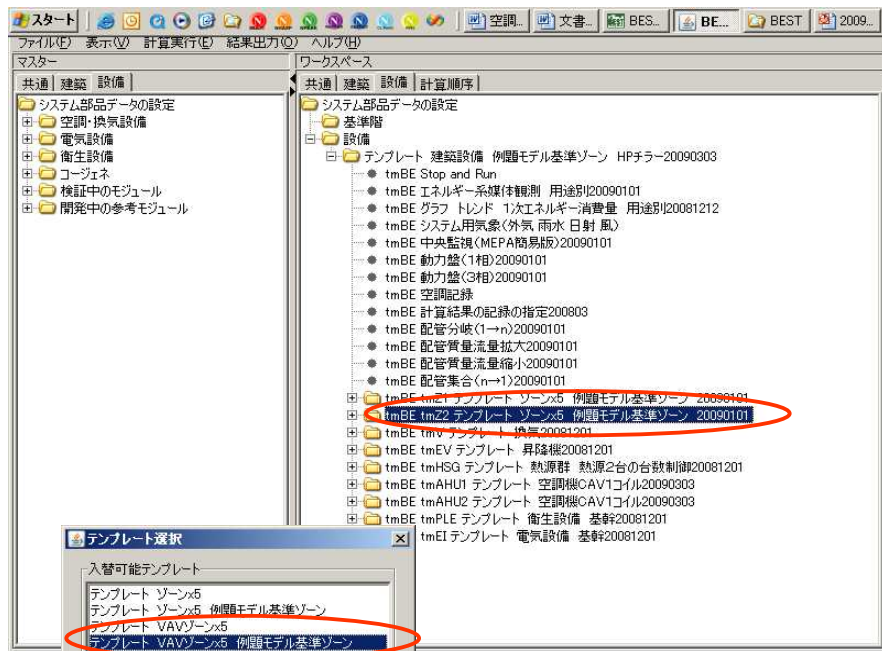 スタート
空調...
文書...
BES...
BE...
BEST
2009...
ファイル(F) 表示(V) 計算実行(E) 結果出力(O) ヘルプ(H)
マスター
共通 建築 設備
システム部品データの設定
空調・換気設備
電気設備
衛生設備
コージェネ
検証中のモジュール
開発中の参考モジュール
ワークスペース
共通 建築 設備 計算順序
システム部品データの設定
基準階
設備
テンプレート 建築設備 例題モデル基準ゾーン HPチラー20090303
tmBE Stop and Run
tmBE エネルギー系媒体観測 用途別20090101
tmBE グラフ トレンド 1次エネルギー消費量 用途別20081212
tmBE システム用気象(外気 雨水 日射 風)
tmBE 中央監視(MEPA簡易版)20090101
tmBE 動力盤(1相)20090101
tmBE 動力盤(3相)20090101
tmBE 空調記録
tmBE 計算結果の記録の指定200803
tmBE 配管分岐(1→n)20090101
tmBE 配管質量流量拡大20090101
tmBE 配管質量流量縮小20090101
tmBE 配管集合(n→1)20090101
tmBE tmZ1 テンプレート ゾーンx5 例題モデル基準ゾーン 20090101
tmBE tmZ2 テンプレート ゾーンx5 例題モデル基準ゾーン 20090101
tmBE tmV テンプレート 換気20081201
tmBE tmEV テンプレート 昇降機20081201
tmBE tmHSG テンプレート 熱源群 熱源2台の台数制御20081201
tmBE tmAHU1 テンプレート 空調機CAV1コイル20090303
tmBE tmAHU2 テンプレート 空調機CAV1コイル20090303
tmBE tmPLE テンプレート 衛生設備 基幹20081201
tmEI テンプレート 電気設備 基幹20081201
テンプレート選択
入替可能テンプレート
テンプレート ゾーンx5
テンプレート ゾーンx5 例題モデル基準ゾーン
テンプレート VAVゾーンx5
テンプレート VAVゾーンx5 例題モデル基準ゾーン